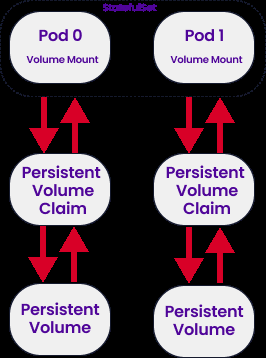 StatefulSet
Pod 0
Volume Mount
Pod 1
Volume Mount
Persistent
Volume
Claim
Persistent
Volume
Claim
Persistent
Volume
Persistent
Volume